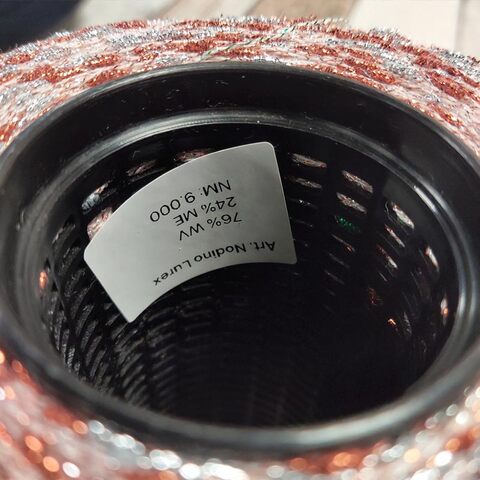 Art. Nodino Lurex
76% WV
24% ME
NM: 9.000